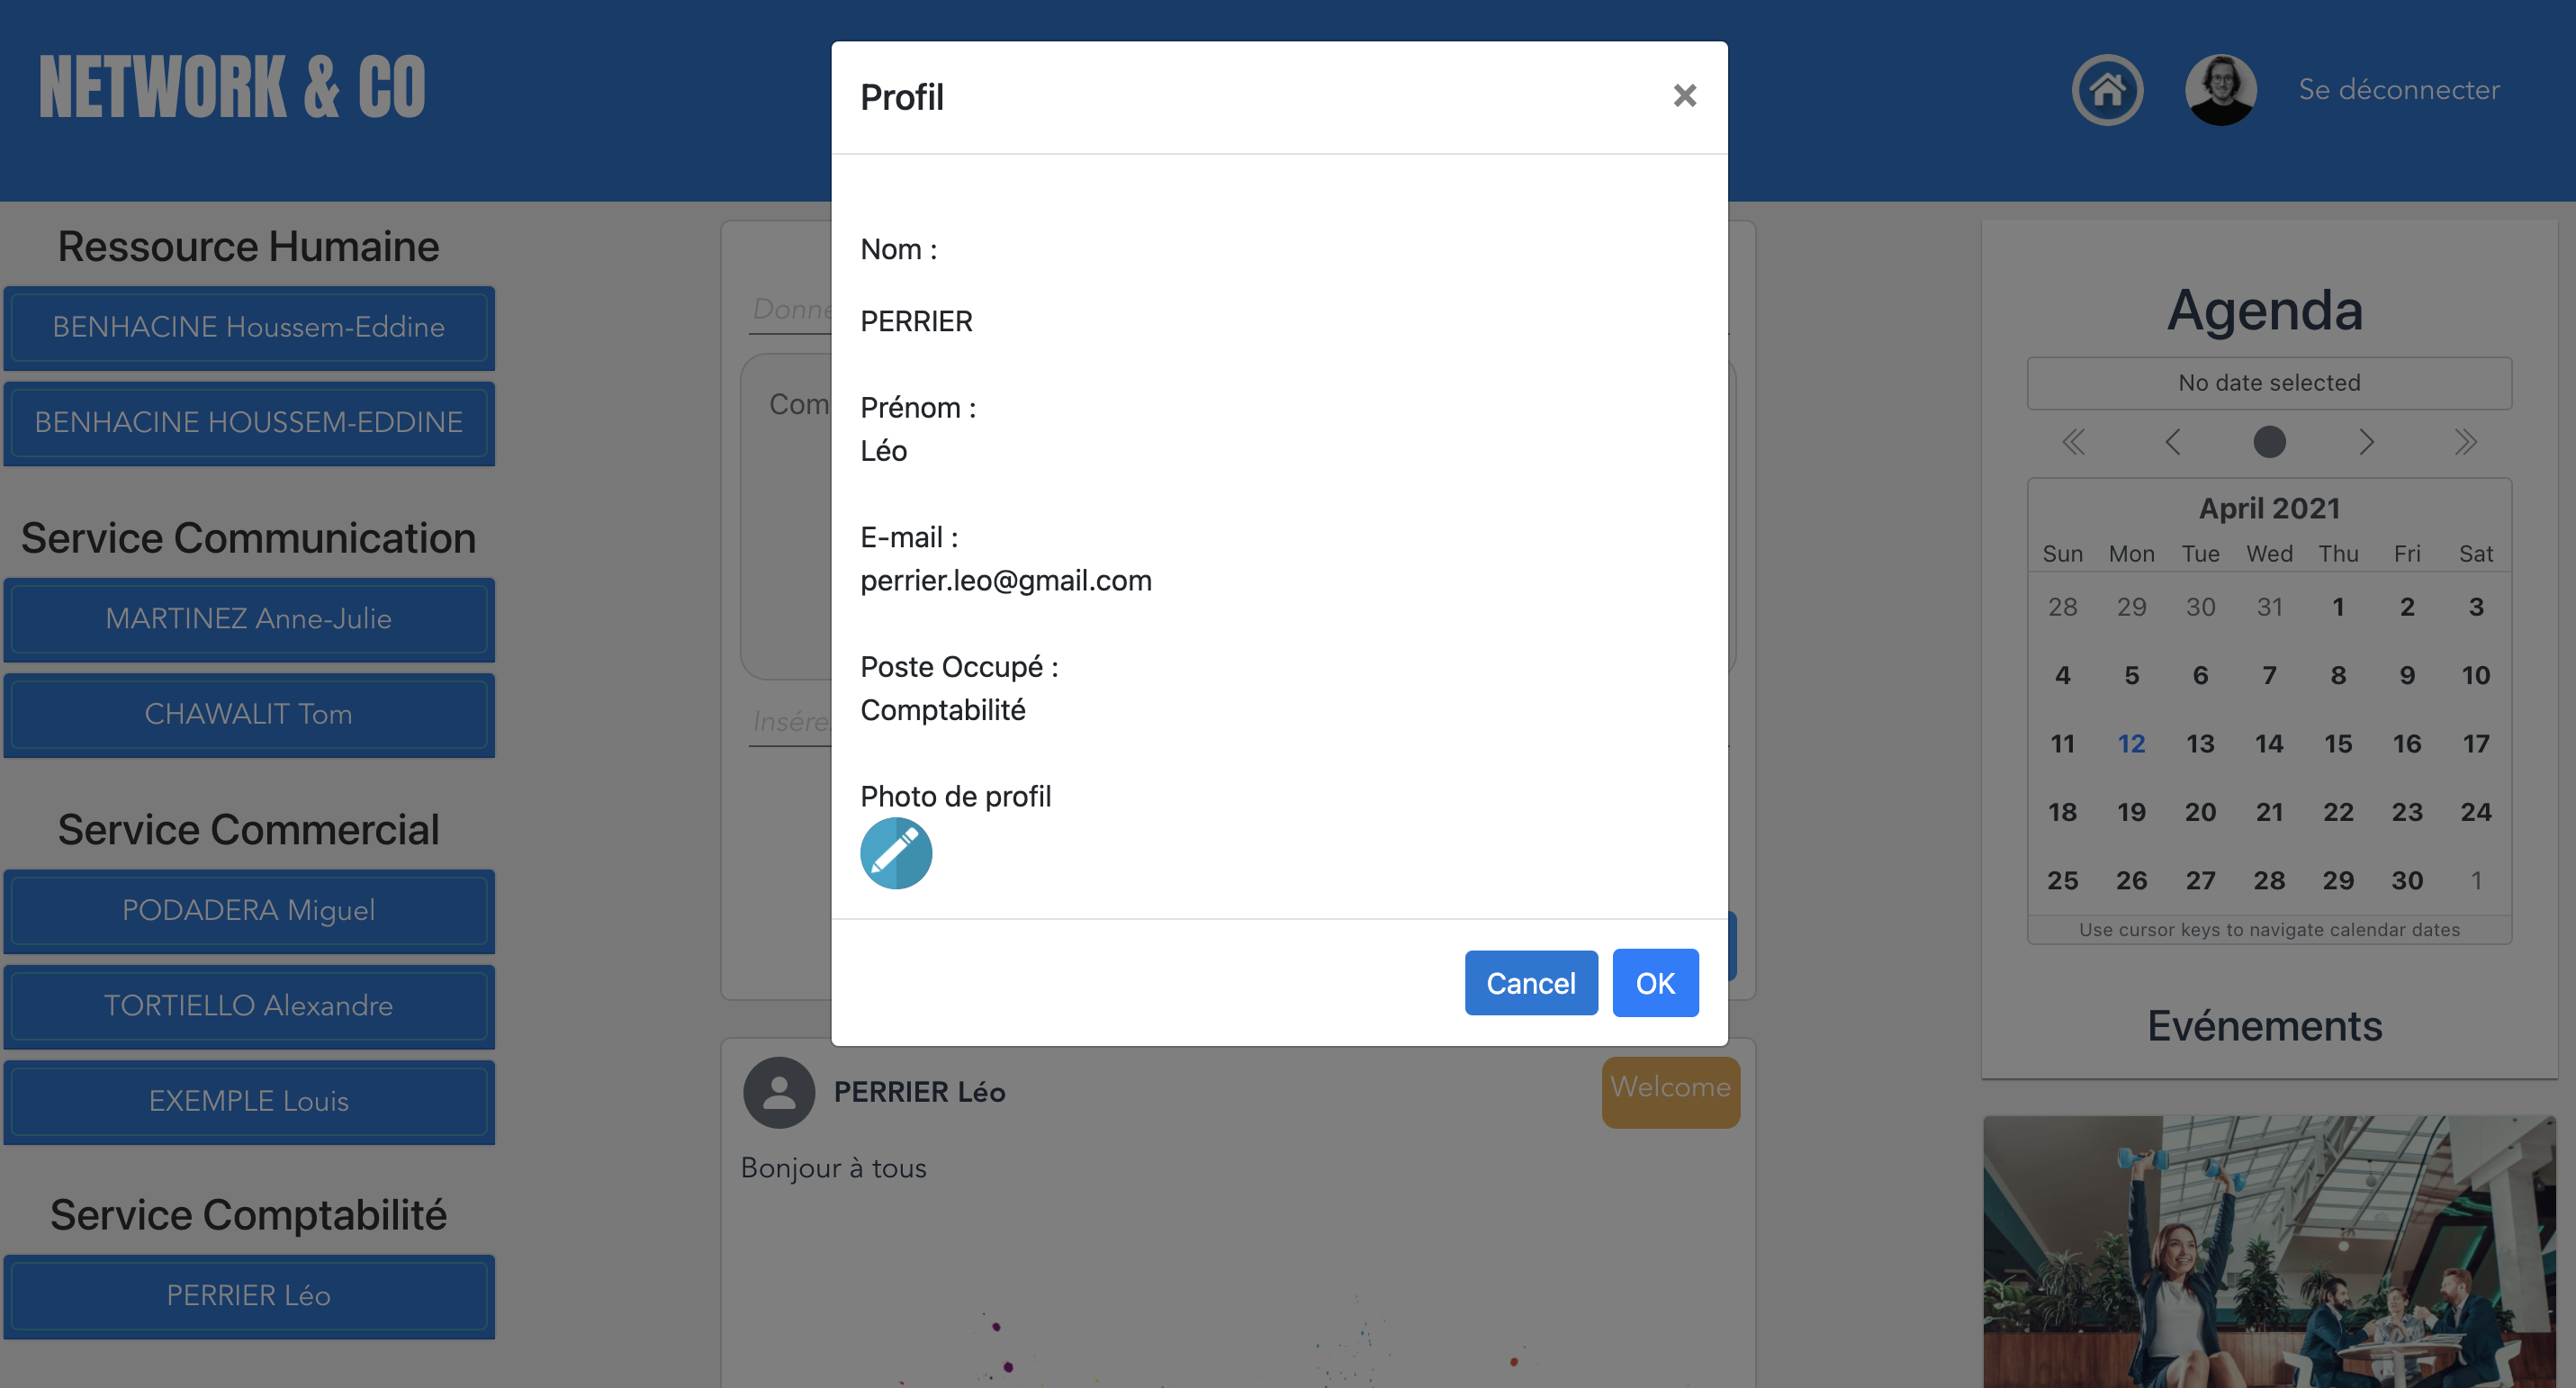 NETWORK & CO
Se déconnecter
Profil
×
Nom :
PERRIER
Prénom :
Léo
E-mail :
perrier.leo@gmail.com
Poste Occupé :
Comptabilité
Photo de profil
Cancel
OK
Ressource Humaine
BENHACINE Houssem-Eddine
BENHACINE HOUSSEM-EDDINE
Service Communication
MARTINEZ Anne-Julie
CHAWALIT Tom
Service Commercial
PODADERA Miguel
TORTIELLO Alexandre
EXEMPLE Louis
Service Comptabilité
PERRIER Léo
PERRIER Léo
Welcome
Bonjour à tous
Agenda
No date selected
April 2021
Sun Mon Tue Wed Thu Fri Sat
28 29 30 31 1 2 3
4 5 6 7 8 9 10
11 12 13 14 15 16 17
18 19 20 21 22 23 24
25 26 27 28 29 30 1
Use cursor keys to navigate calendar dates
Evénements